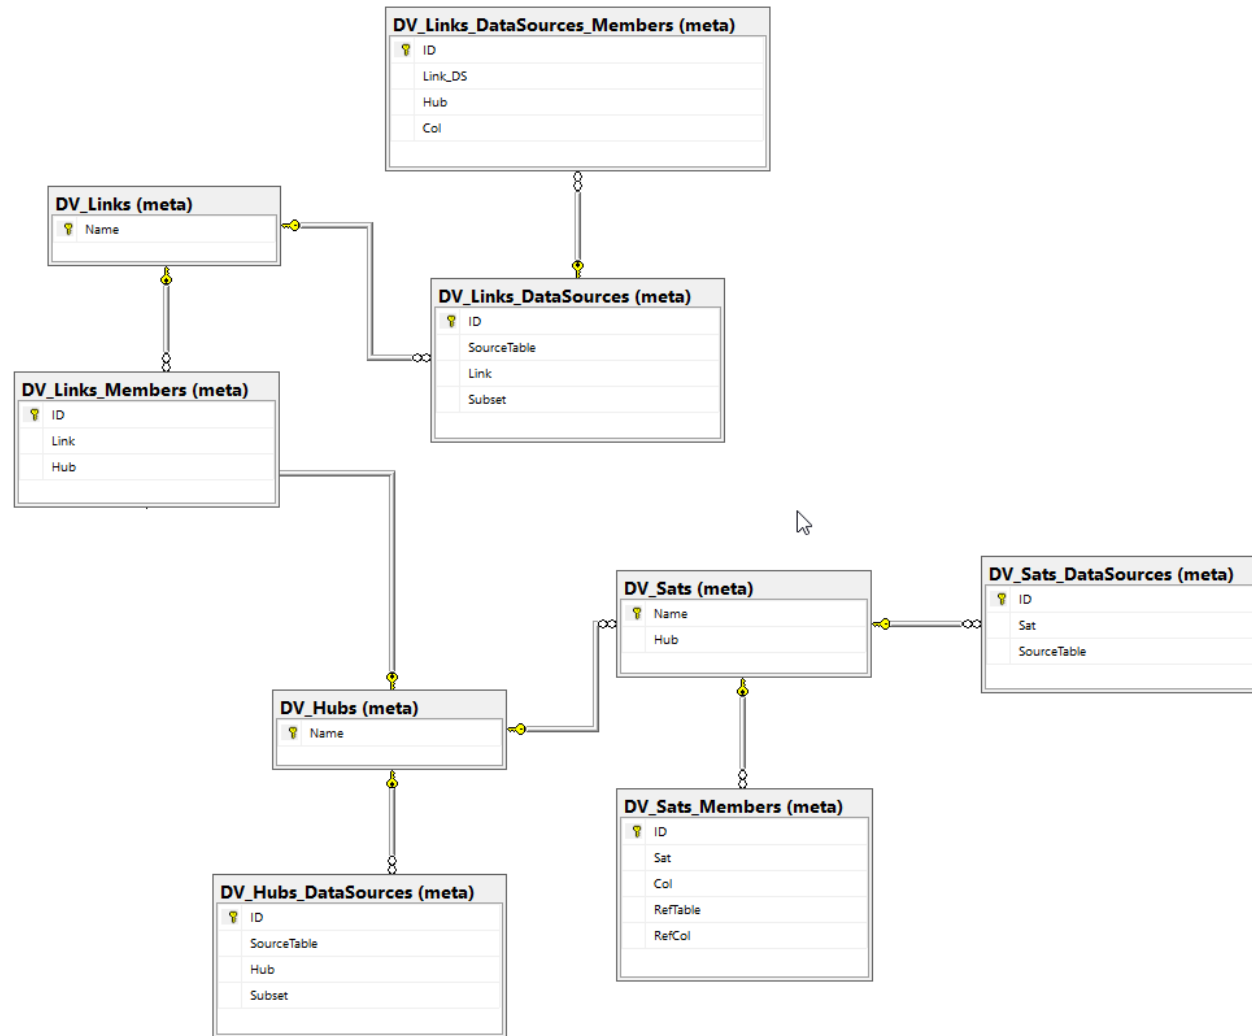 DV_Links_DataSources_Members (meta)
ID
Link_DS
Hub
Col
DV_Links (meta)
Name
DV_Links_DataSources (meta)
ID
SourceTable
Link
Subset
DV_Links_Members (meta)
ID
Link
Hub
DV_Sats (meta)
Name
Hub
DV_Sats_DataSources (meta)
ID
Sat
SourceTable
DV_Hubs (meta)
Name
DV_Sats_Members (meta)
ID
Sat
Col
RefTable
RefCol
DV_Hubs_DataSources (meta)
ID
SourceTable
Hub
Subset